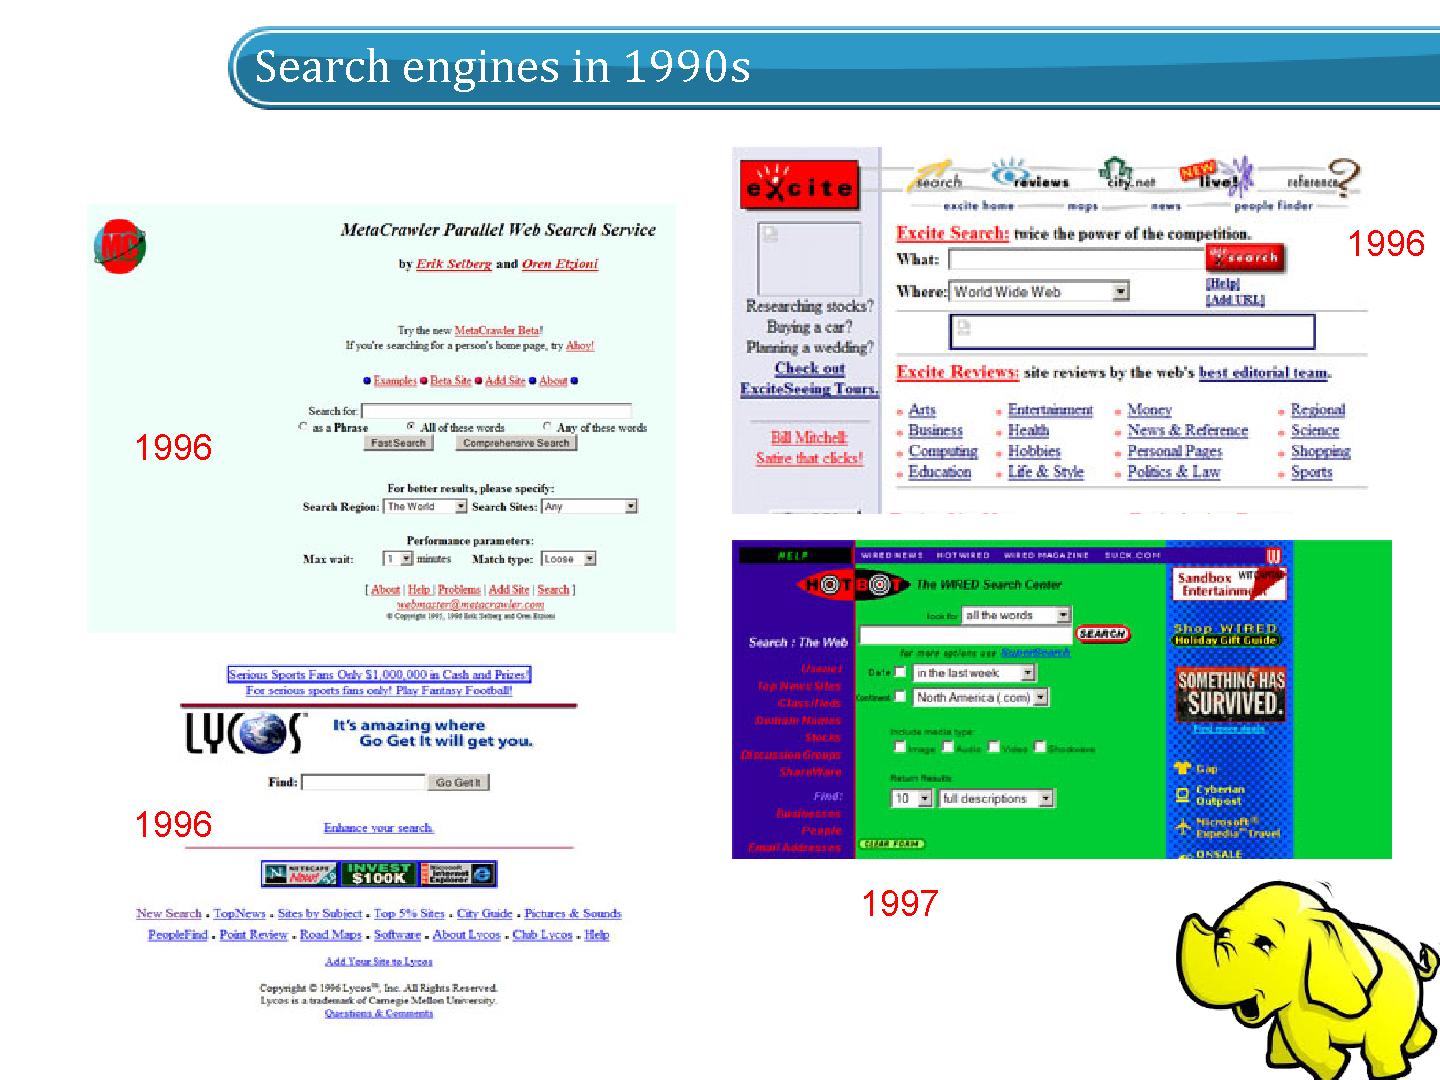 Search engines in 1990s
MC
MetaCrawler Parallel Web Search Service
by Erik Selberg and Oren Etzioni
Try the new MetaCrawler Beta!
If you're searching for a person's home page, try Ahoy!
Examples Beta Site Add Site About
Search for:
as a Phrase All of these words Any of these words
Fast Search Comprehensive Search
For better results, please specify:
Search Region: The World Search Sites: Any
Performance parameters:
Max wait: 1 minutes Match type: Loose
[ About | Help | Problems | Add Site | Search ]
webmaster@metacrawler.com
© Copyright 1995, 1996 Erik Selberg and Oren Etzioni
1996
excite
search reviews city.net NEW live! reference
excite home maps news people finder
Excite Search: twice the power of the competition.
What: search
[Help]
Where: World Wide Web
[Add URL]
Researching stocks?
Buying a car?
Planning a wedding?
Check out
ExciteSeeing Tours.
Bill Mitchell:
Satire that clicks!
Excite Reviews: site reviews by the web's best editorial team.
Arts Entertainment Money Regional
Business Health News & Reference Science
Computing Hobbies Personal Pages Shopping
Education Life & Style Politics & Law Sports
1996
Serious Sports Fans Only $1,000,000 in Cash and Prizes!
For serious sports fans only! Play Fantasy Football!
LYCOS
It's amazing where
Go Get It will get you.
Find: Go Get It
Enhance your search.
NETSCAPE Now! INVEST $100K Microsoft Internet Explorer
New Search . TopNews . Sites by Subject . Top 5% Sites . City Guide . Pictures & Sounds
PeopleFind . Point Review . Road Maps . Software . About Lycos . Club Lycos . Help
Add Your Site to Lycos
Copyright © 1996 Lycos™, Inc. All Rights Reserved.
Lycos is a trademark of Carnegie Mellon University.
Questions & Comments
1996
HELP WIRED NEWS HOTWIRED WIRED MAGAZINE SUCK.COM
HOTBOT The WIRED Search Center
look for all the words
SEARCH
for more options use SuperSearch
Date in the last week
Continent North America (.com)
Include media type:
Image Audio Video Shockwave
Return Results:
10 full descriptions
CLEAR FORM
Search : The Web
Usenet
Top News Sites
Classifieds
Domain Names
Stocks
Discussion Groups
ShareWare
Find:
Businesses
People
Email Addresses
Sandbox
Entertainment
Shop WIRED
Holiday Gift Guide
SOMETHING HAS
SURVIVED.
Find more deals
Gap
Cyberian
Outpost
Microsoft®
Expedia™ Travel
ONSALE
1997